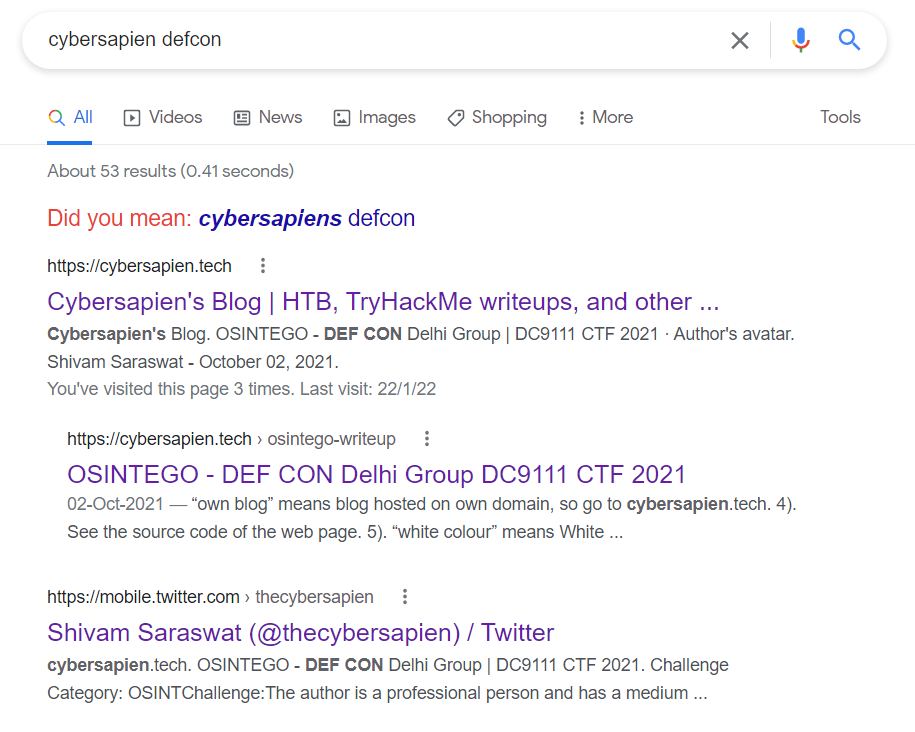 cybersapien defcon
All Videos News Images Shopping More Tools
About 53 results (0.41 seconds)
Did you mean: cybersapiens defcon
https://cybersapien.tech
Cybersapien's Blog | HTB, TryHackMe writeups, and other ...
Cybersapien's Blog. OSINTEGO - DEF CON Delhi Group | DC9111 CTF 2021 · Author's avatar.
Shivam Saraswat - October 02, 2021.
You've visited this page 3 times. Last visit: 22/1/22
https://cybersapien.tech › osintego-writeup
OSINTEGO - DEF CON Delhi Group DC9111 CTF 2021
02-Oct-2021 — “own blog” means blog hosted on own domain, so go to cybersapien.tech. 4).
See the source code of the web page. 5). “white colour” means White ...
https://mobile.twitter.com › thecybersapien
Shivam Saraswat (@thecybersapien) / Twitter
cybersapien.tech. OSINTEGO - DEF CON Delhi Group | DC9111 CTF 2021. Challenge
Category: OSINTChallenge:The author is a professional person and has a medium ...